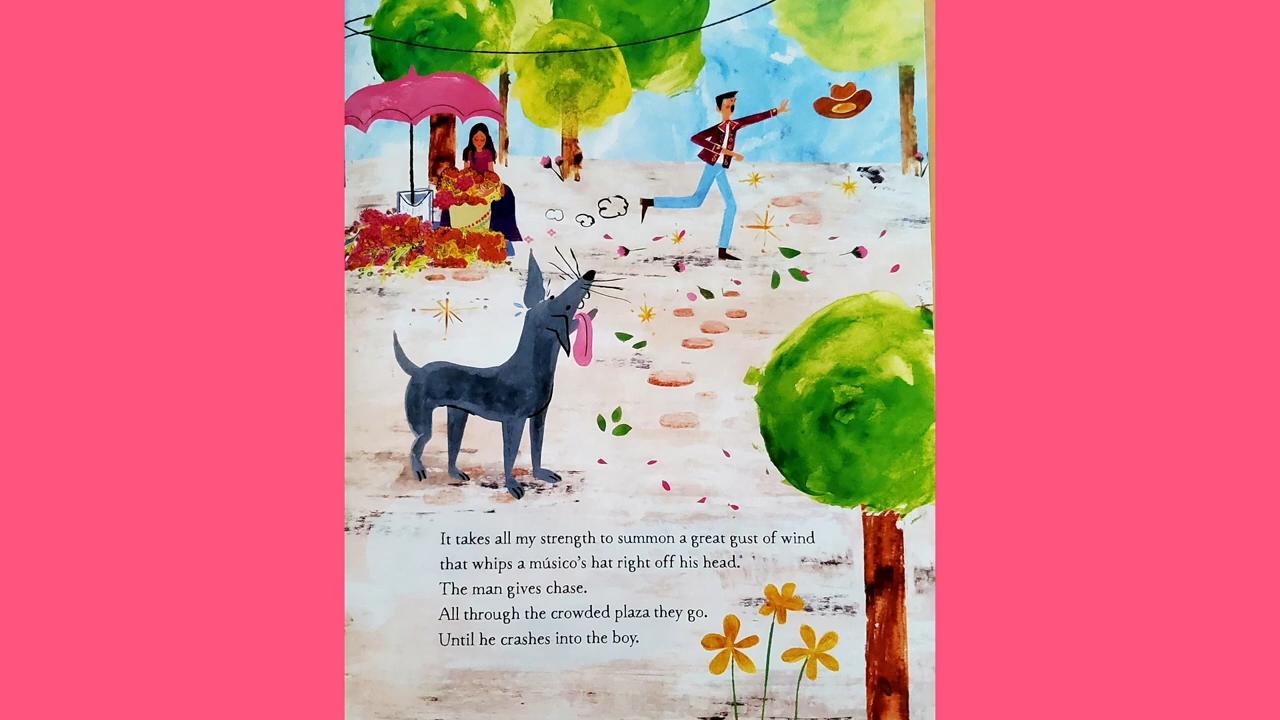 It takes all my strength to summon a great gust of wind
that whips a músico's hat right off his head.
The man gives chase.
All through the crowded plaza they go.
Until he crashes into the boy.